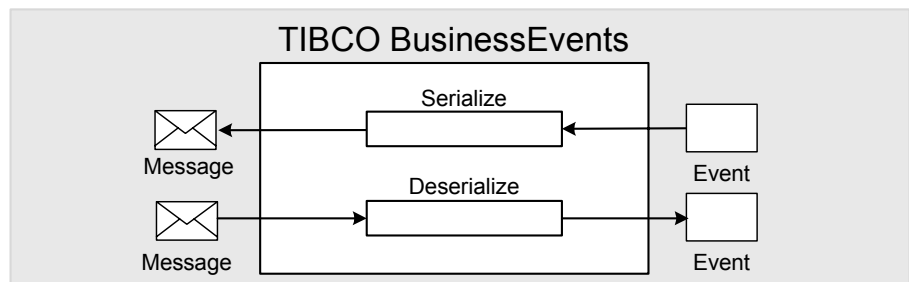 TIBCO BusinessEvents
Serialize
Message
Event
Deserialize
Message
Event